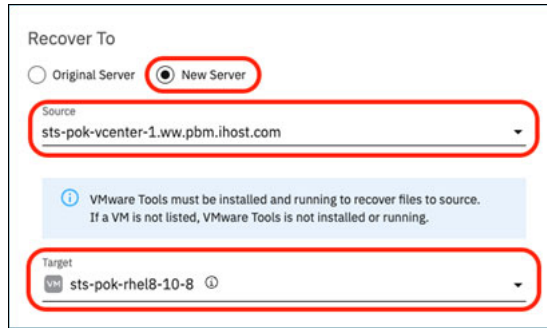 Recover To
Original Server New Server
Source
sts-pok-vcenter-1.ww.pbm.ihost.com
VMware Tools must be installed and running to recover files to source.
If a VM is not listed, VMware Tools is not installed or running.
Target
VM sts-pok-rhel8-10-8